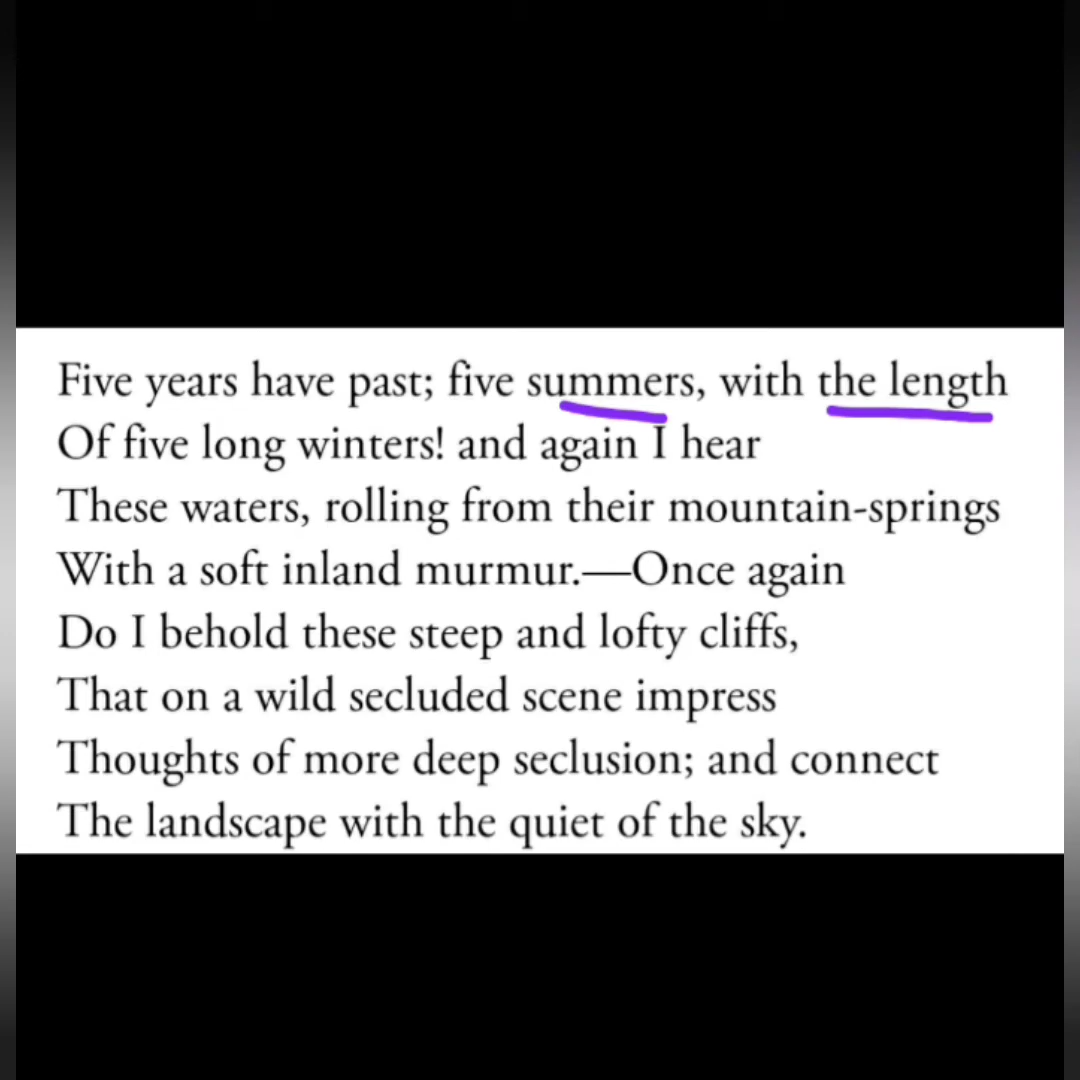 Five years have past; five summers, with the length
Of five long winters! and again I hear
These waters, rolling from their mountain-springs
With a soft inland murmur.—Once again
Do I behold these steep and lofty cliffs,
That on a wild secluded scene impress
Thoughts of more deep seclusion; and connect
The landscape with the quiet of the sky.